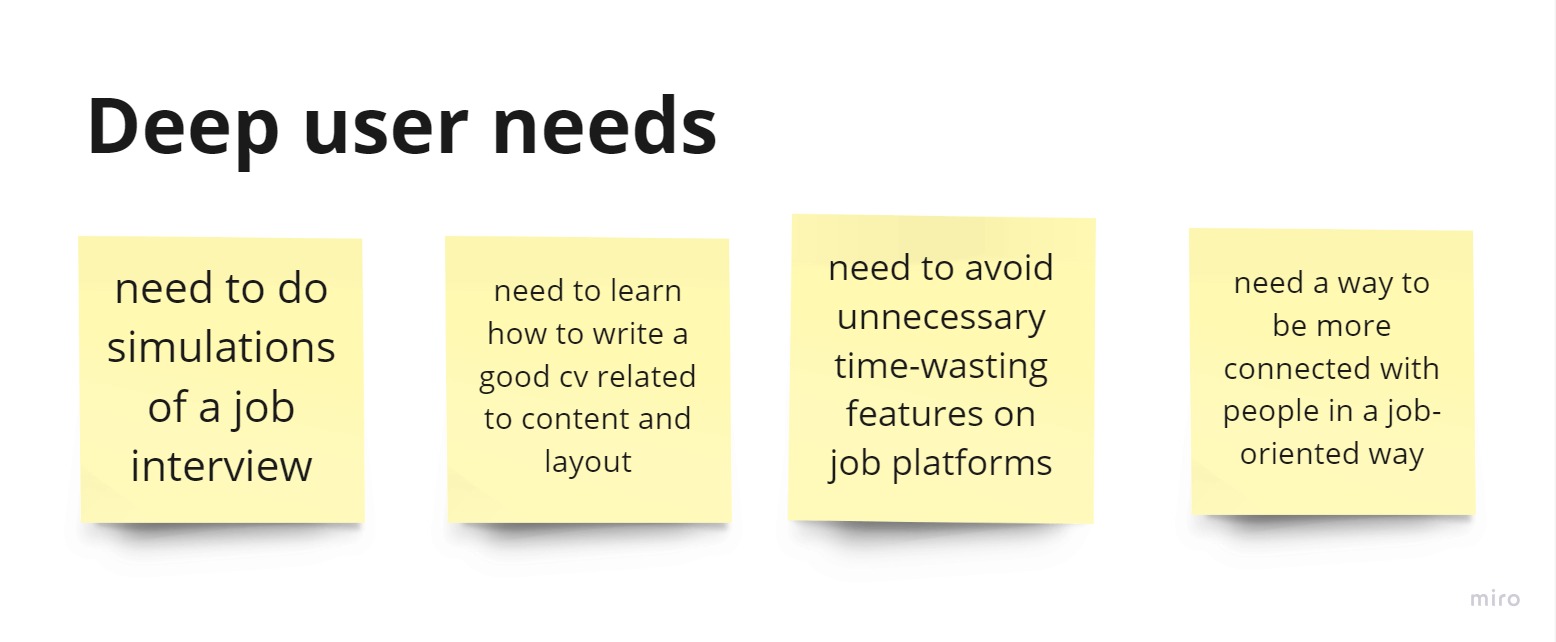 Deep user needs
need to do
simulations
of a job
interview
need to learn
how to write a
good cv related
to content and
layout
need to avoid
unnecessary
time-wasting
features on
job platforms
need a way to
be more
connected with
people in a job-
oriented way
miro